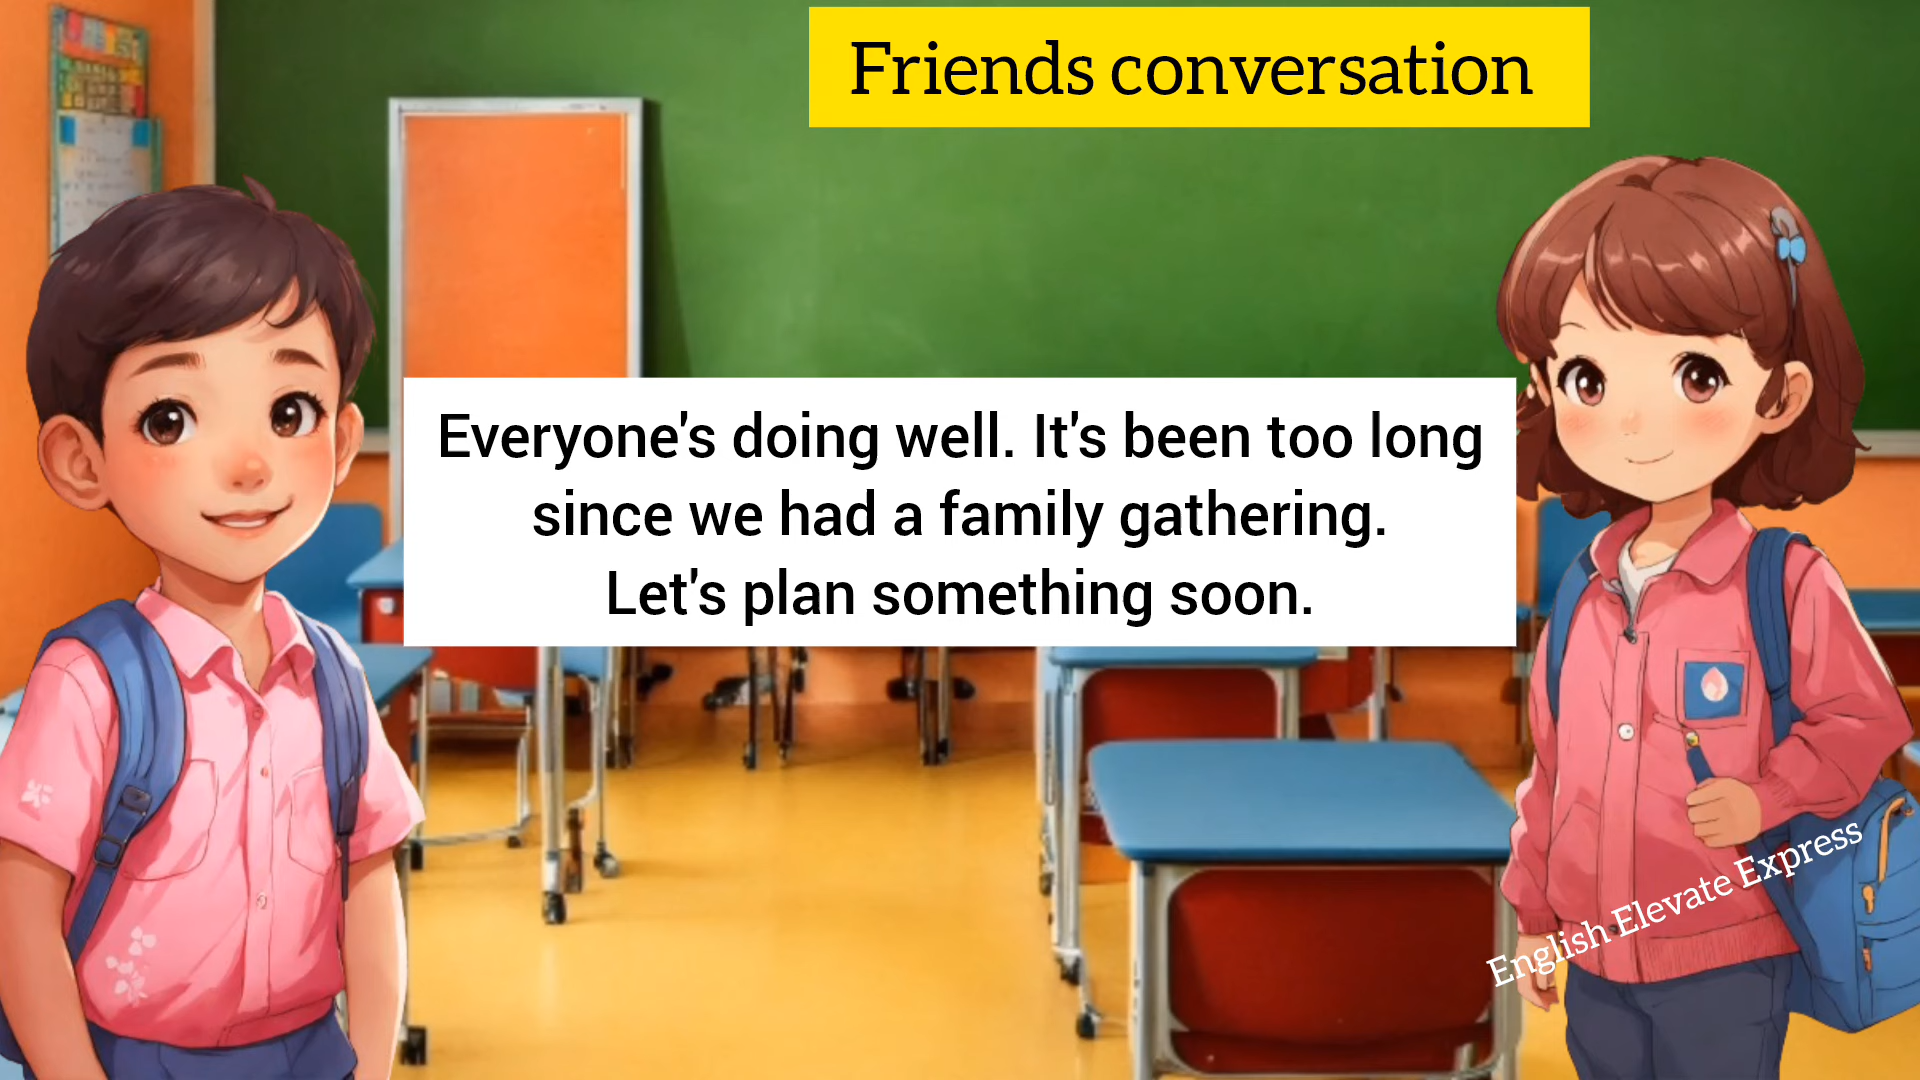 Friends conversation
Everyone's doing well. It's been too long
since we had a family gathering.
Let's plan something soon.
English Elevate Express